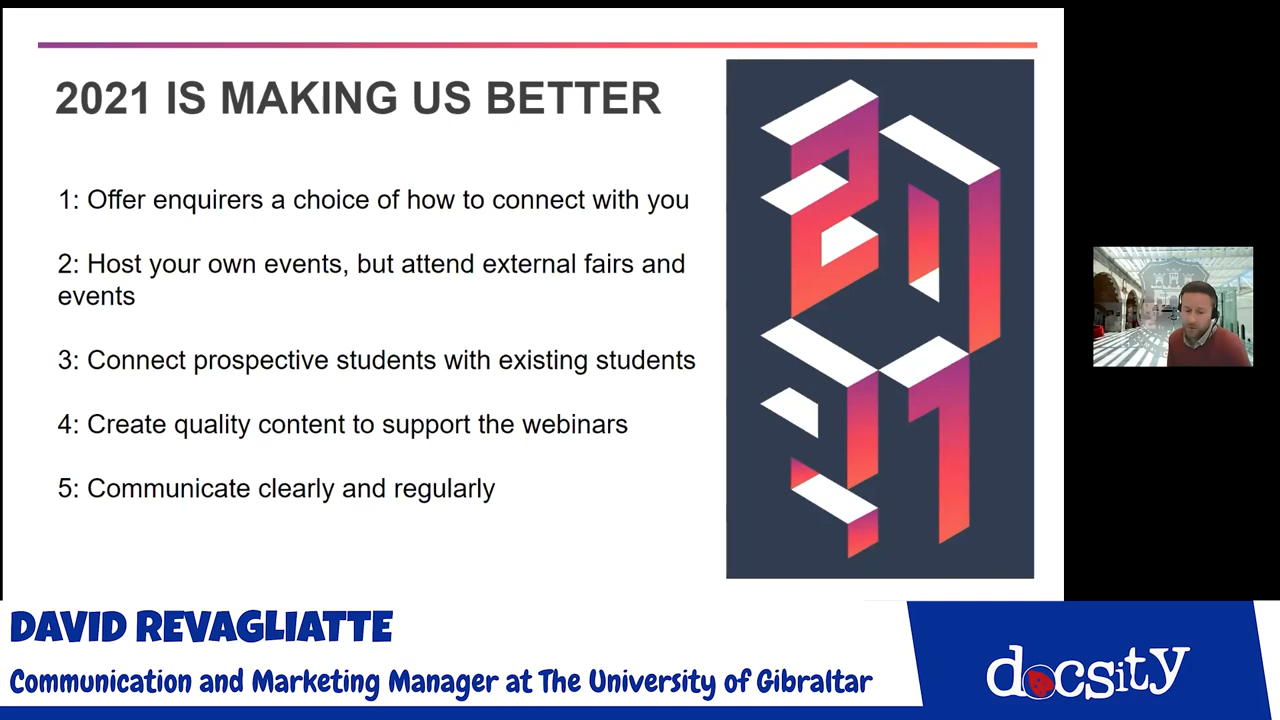 2021 IS MAKING US BETTER
1: Offer enquirers a choice of how to connect with you
2: Host your own events, but attend external fairs and
events
3: Connect prospective students with existing students
4: Create quality content to support the webinars
5: Communicate clearly and regularly
20
21
DAVID REVAGLIATTE
Communication and Marketing Manager at The University of Gibraltar
docsity